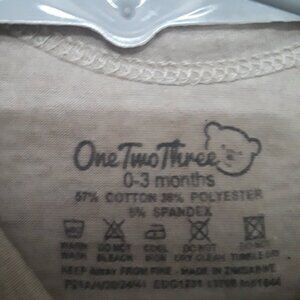 One Two Three
0-3 months
57% COTTON 38% POLYESTER
5% SPANDEX
WARM DO NOT COOL DO NOT DO NOT
WASH BLEACH IRON DRY CLEAN TUMBLE DRY
KEEP AWAY FROM FIRE - MADE IN ZIMBABWE